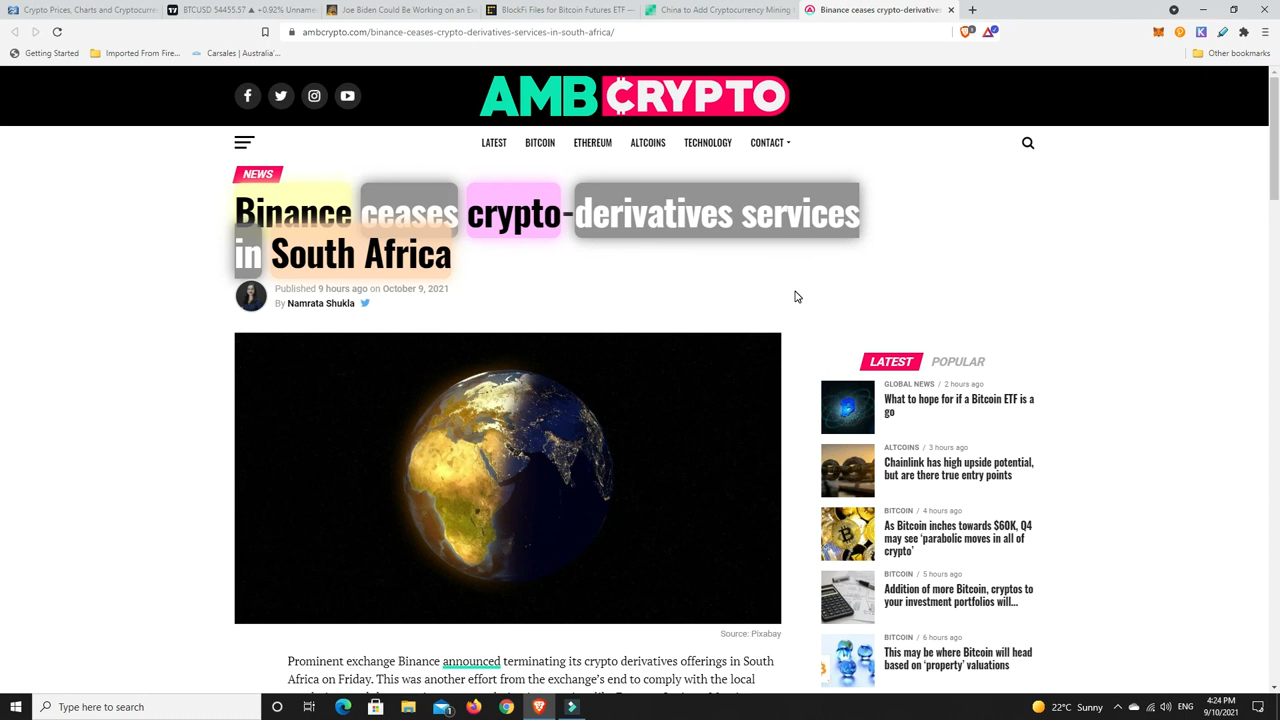 Crypto Prices, Charts and Cryptocu
BTCUSD 54455.57 ▲ +0.92% Unnam
Joe Biden Could Be Working on an Ex
BlockFi Files for Bitcoin Futures ETF —
China to Add Cryptocurrency Mining t
Binance ceases crypto-derivatives
ambcrypto.com/binance-ceases-crypto-derivatives-services-in-south-africa/
Getting Started
Imported From Fire...
Carsales | Australia'...
Other bookmarks
AMBCRYPTO
LATEST
BITCOIN
ETHEREUM
ALTCOINS
TECHNOLOGY
CONTACT
NEWS
Binance ceases crypto-derivatives services
in South Africa
Published 9 hours ago on October 9, 2021
By Namrata Shukla
LATEST
POPULAR
GLOBAL NEWS / 2 hours ago
What to hope for if a Bitcoin ETF is a
go
ALTCOINS / 3 hours ago
Chainlink has high upside potential,
but are there true entry points
BITCOIN / 4 hours ago
As Bitcoin inches towards $60K, Q4
may see ‘parabolic moves in all of
crypto’
BITCOIN / 5 hours ago
Addition of more Bitcoin, cryptos to
your investment portfolios will...
BITCOIN / 6 hours ago
This may be where Bitcoin will head
based on ‘property’ valuations
Source: Pixabay
Prominent exchange Binance announced terminating its crypto derivatives offerings in South
Africa on Friday. This was another effort from the exchange’s end to comply with the local
Type here to search
22°C Sunny
ENG
4:24 PM
9/10/2021